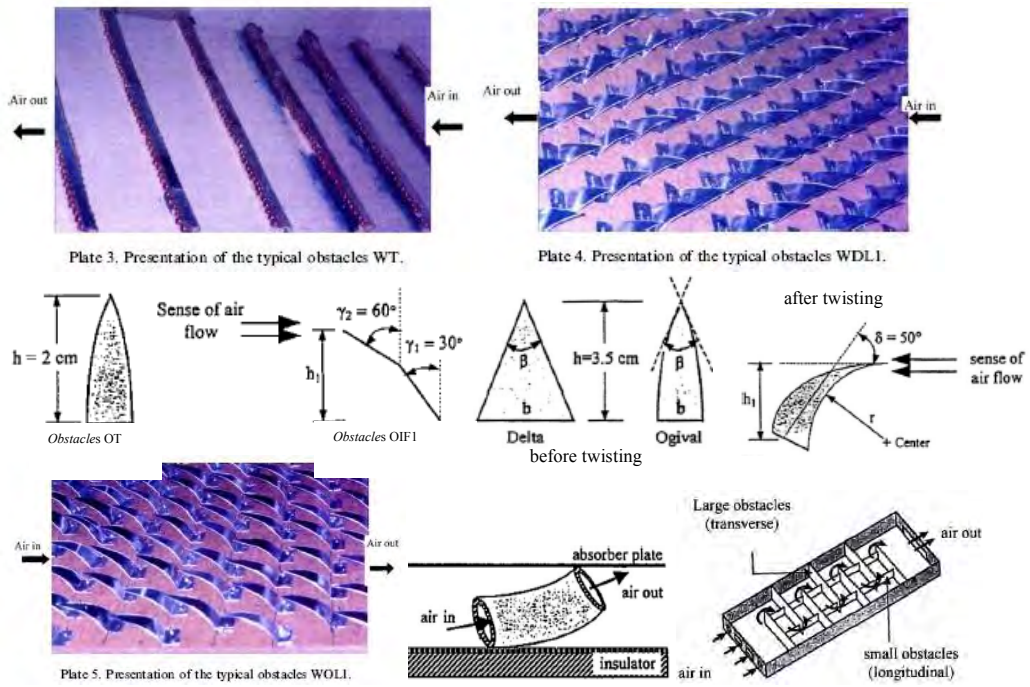 Air out
Air in
Plate 3. Presentation of the typical obstacles WT.
Air out
Air in
Plate 4. Presentation of the typical obstacles WDL1.
h = 2 cm
Obstacles OT
Sense of air
flow
γ₂ = 60°
γ₁ = 30°
h₁
Obstacles OIF1
β
b
Delta
h=3.5 cm
β
b
Ogival
before twisting
after twisting
δ = 50°
sense of
air flow
h₁
r
+ Center
Air in
Air out
Plate 5. Presentation of the typical obstacles WOL1.
absorber plate
air out
air in
insulator
Large obstacles
(transverse)
air out
small obstacles
(longitudinal)
air in